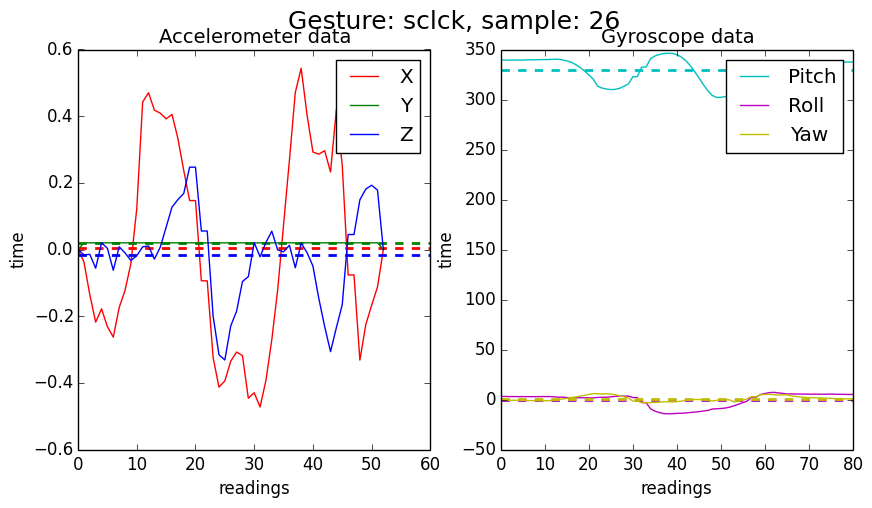 Gesture: sclck, sample: 26
Accelerometer data
0.6
0.4
0.2
0.0
−0.2
−0.4
−0.6
time
0 10 20 30 40 50 60
readings
X
Y
Z
Gyroscope data
350
300
250
200
150
100
50
0
−50
time
0 10 20 30 40 50 60 70 80
readings
Pitch
Roll
Yaw